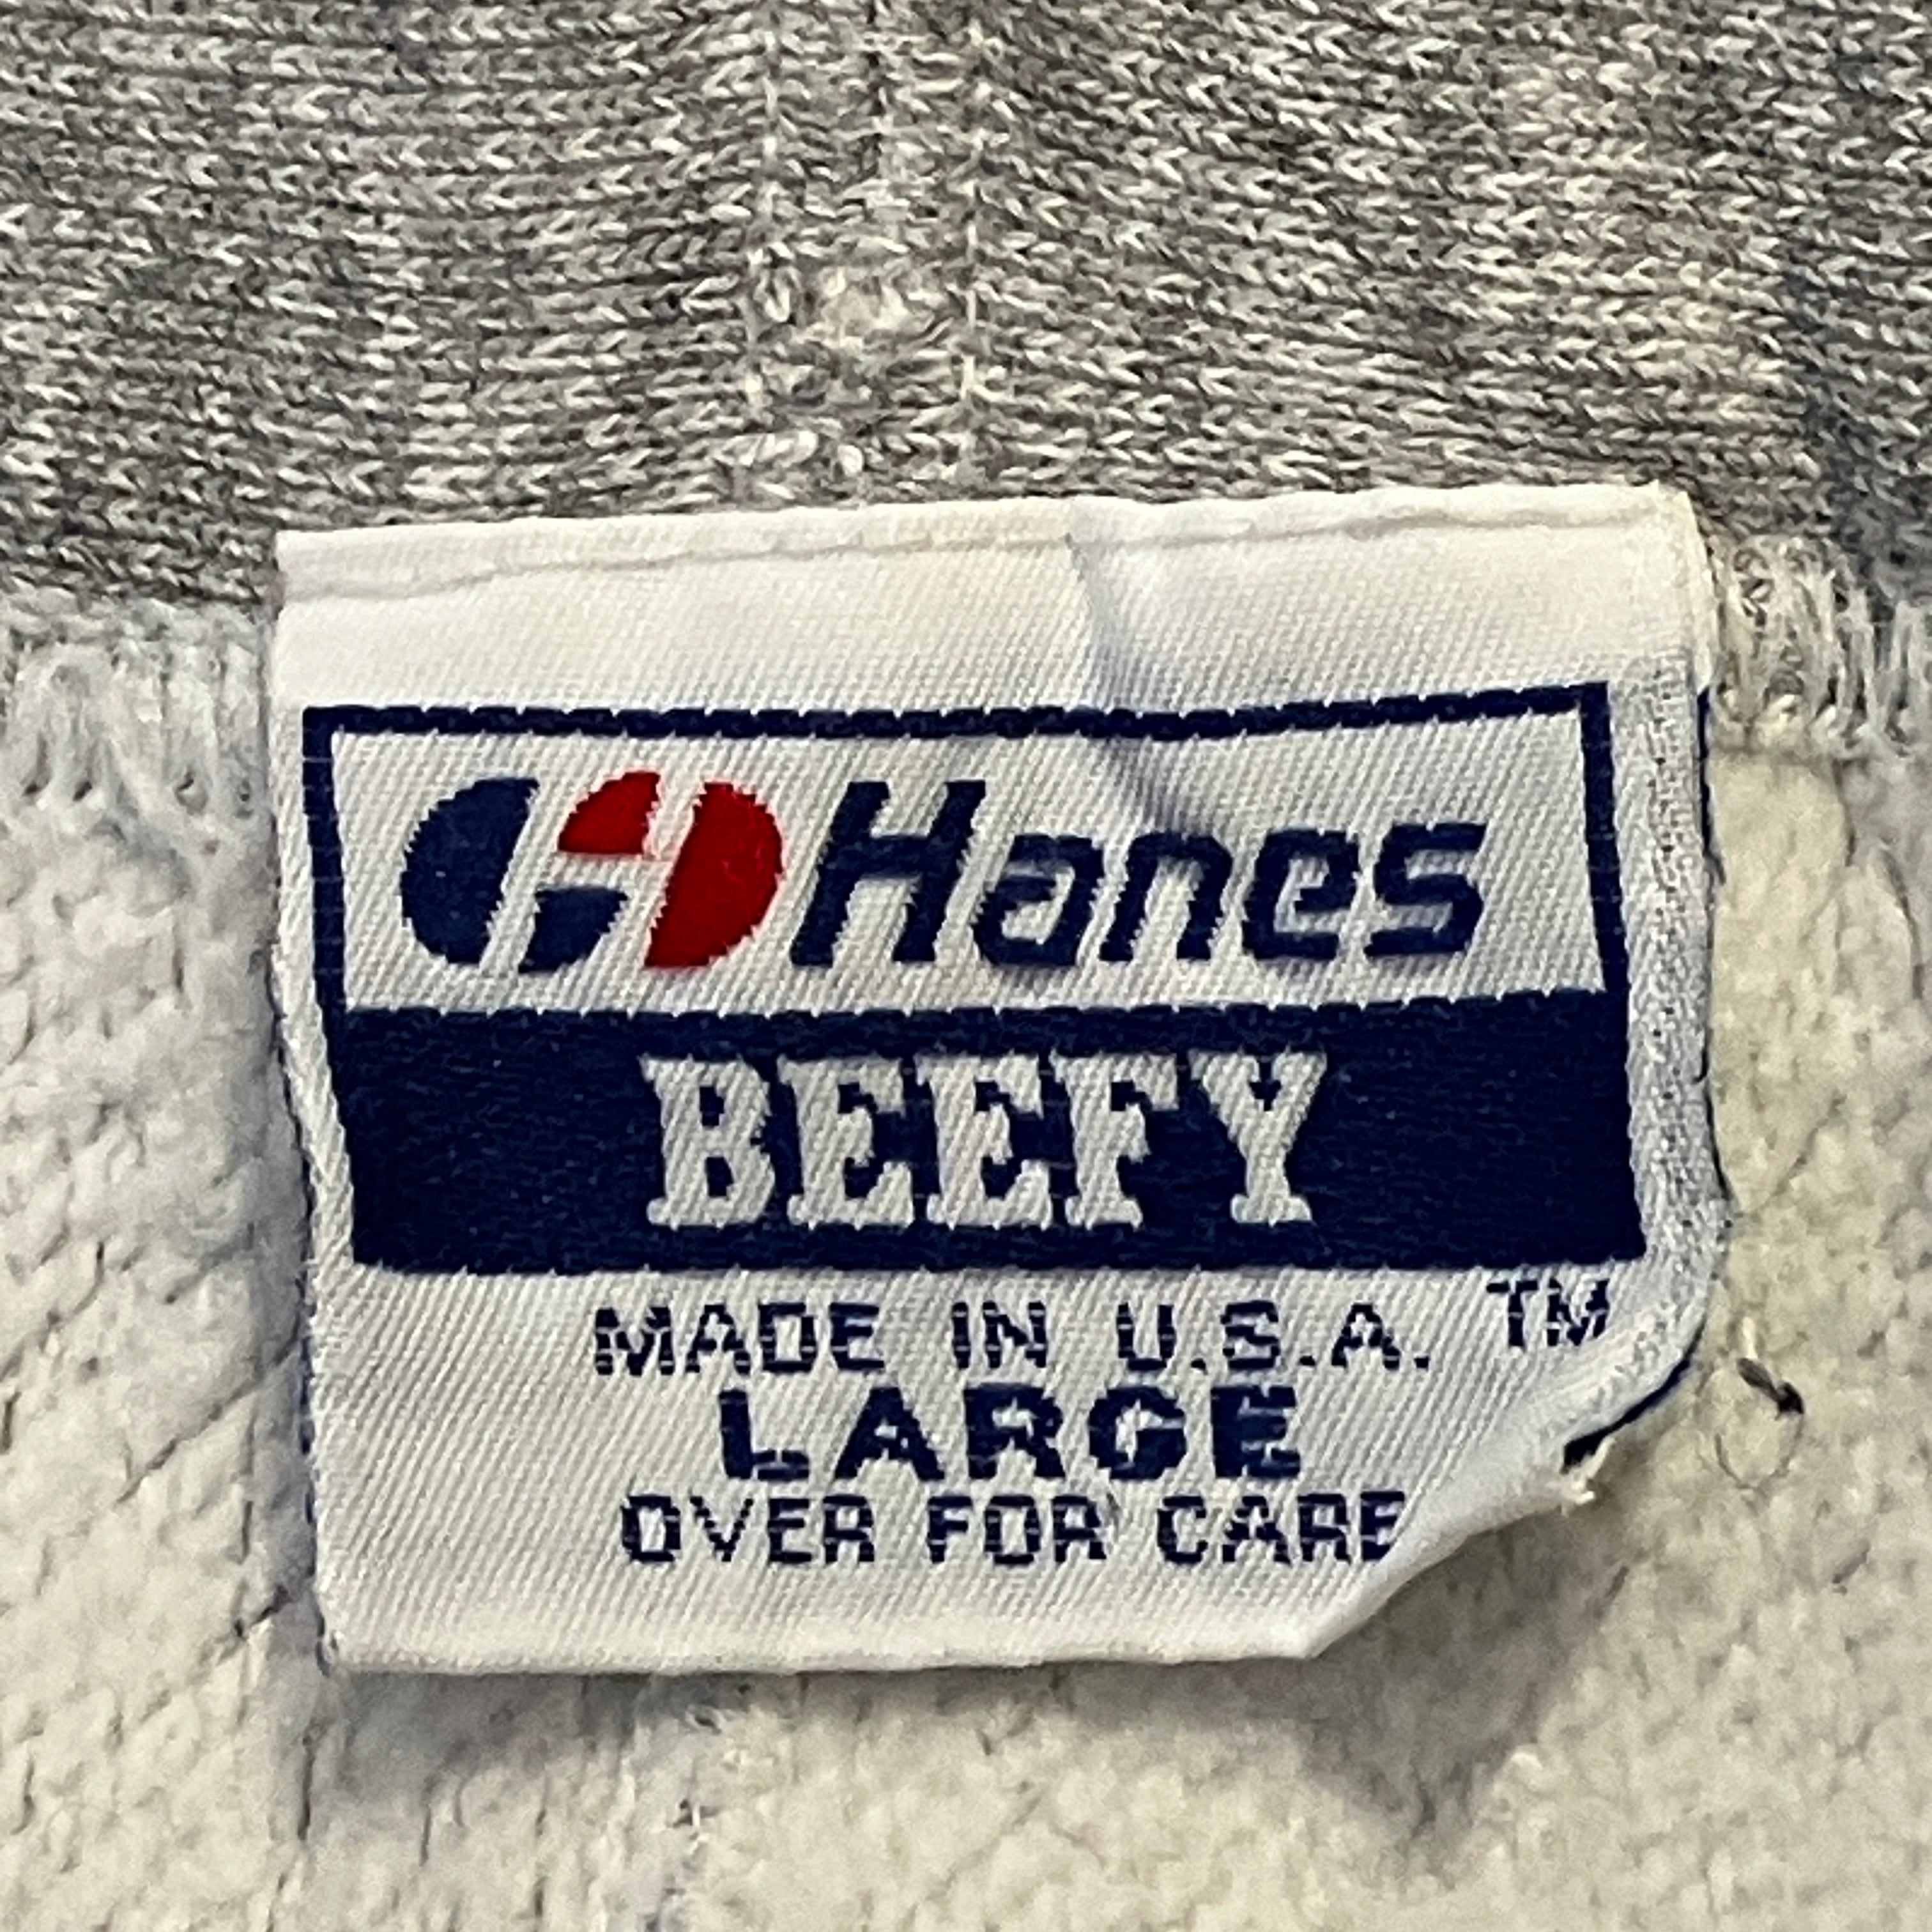 Hanes
BEEFY
MADE IN U.S.A. TM
LARGE
OVER FOR CARE